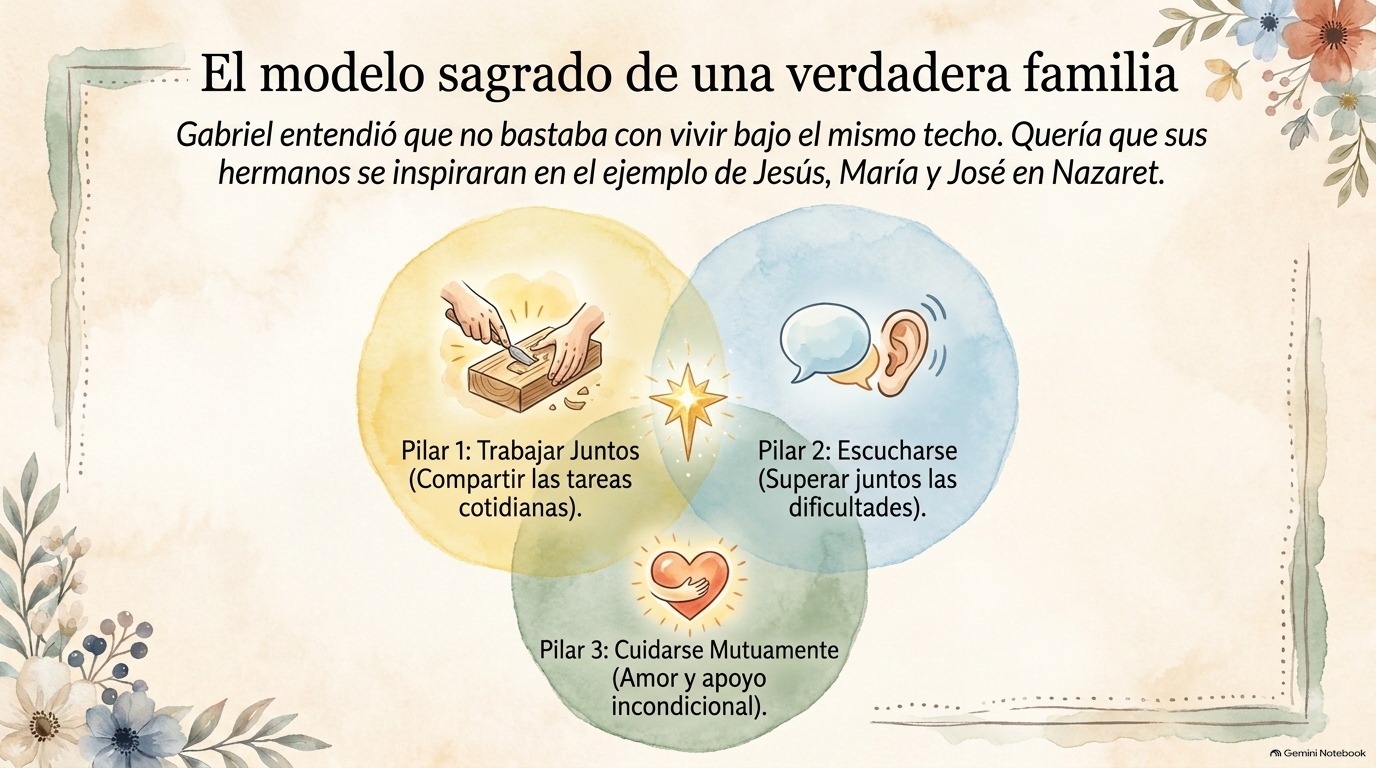 El modelo sagrado de una verdadera familia
Gabriel entendió que no bastaba con vivir bajo el mismo techo. Quería que sus
hermanos se inspiraran en el ejemplo de Jesús, María y José en Nazaret.
Pilar 1: Trabajar Juntos
(Compartir las tareas
cotidianas).
Pilar 2: Escucharse
(Superar juntos las
dificultades).
Pilar 3: Cuidarse Mutuamente
(Amor y apoyo
incondicional).
Gemini Notebook